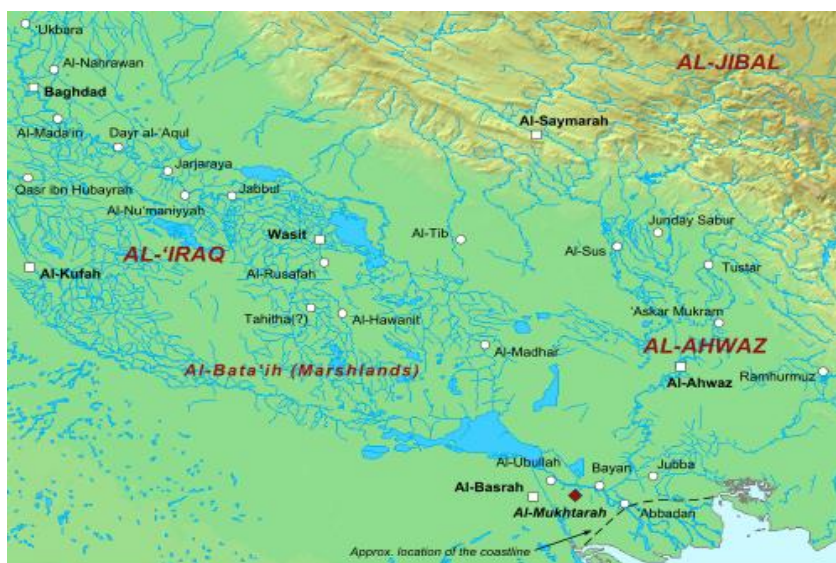 'Ukbara
AL-JIBAL
Al-Nahrawan
Baghdad
Al-Saymarah
Al-Mada'in
Dayr al-'Aqul
Jarjaraya
Qasr ibn Hubayrah
Jabbul
Al-Nu'maniyyah
Junday Sabur
Wasit
Al-Tib
Al-Sus
AL-'IRAQ
Al-Kufah
Al-Rusafah
Tustar
Tahitha(?)
Al-Hawanit
'Askar Mukram
AL-AHWAZ
Al-Madhar
Al-Bata'ih (Marshlands)
Al-Ahwaz
Ramhurmuz
Al-Ubullah
Bayan
Jubba
Al-Basrah
Al-Mukhtarah
'Abbadan
Approx. location of the coastline